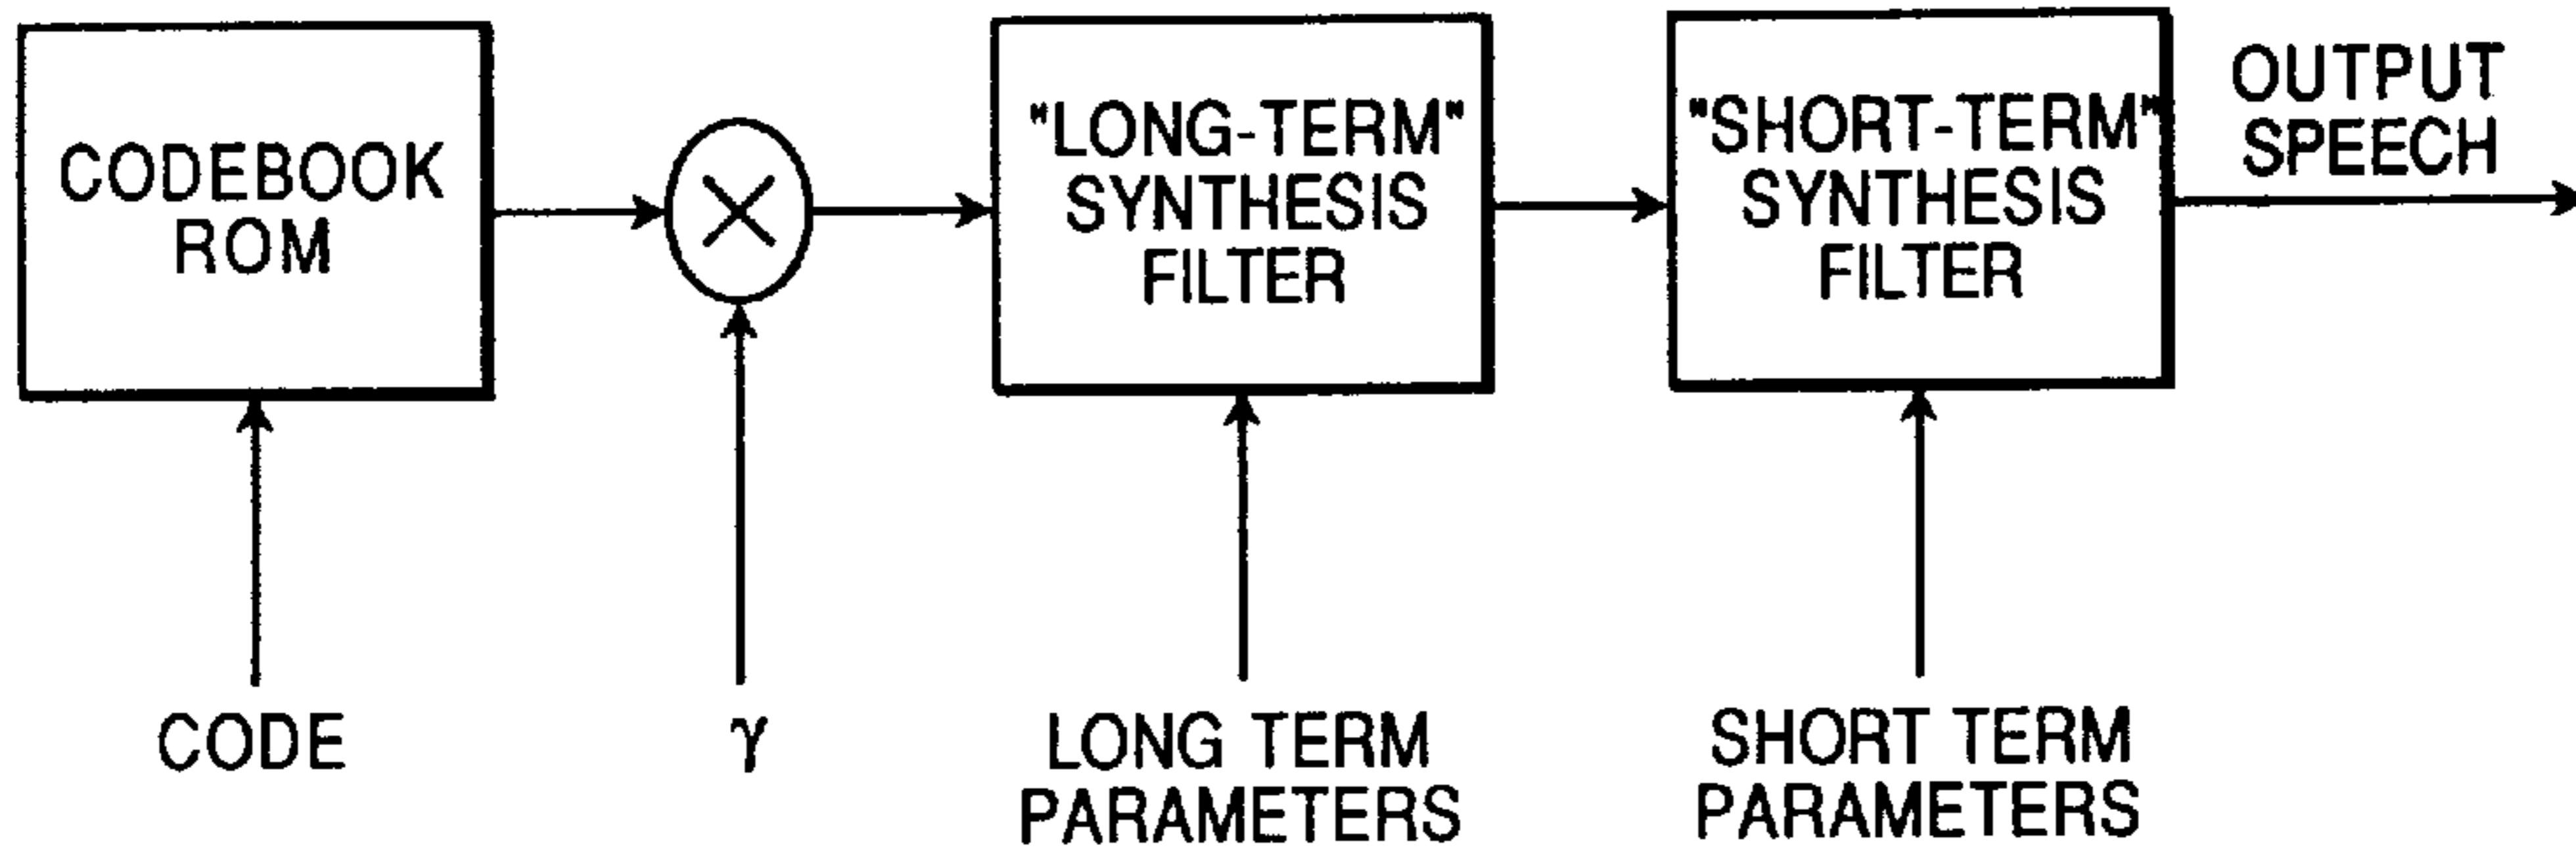 CODEBOOK
ROM
"LONG-TERM"
SYNTHESIS
FILTER
"SHORT-TERM"
SYNTHESIS
FILTER
OUTPUT
SPEECH
CODE
γ
LONG TERM
PARAMETERS
SHORT TERM
PARAMETERS